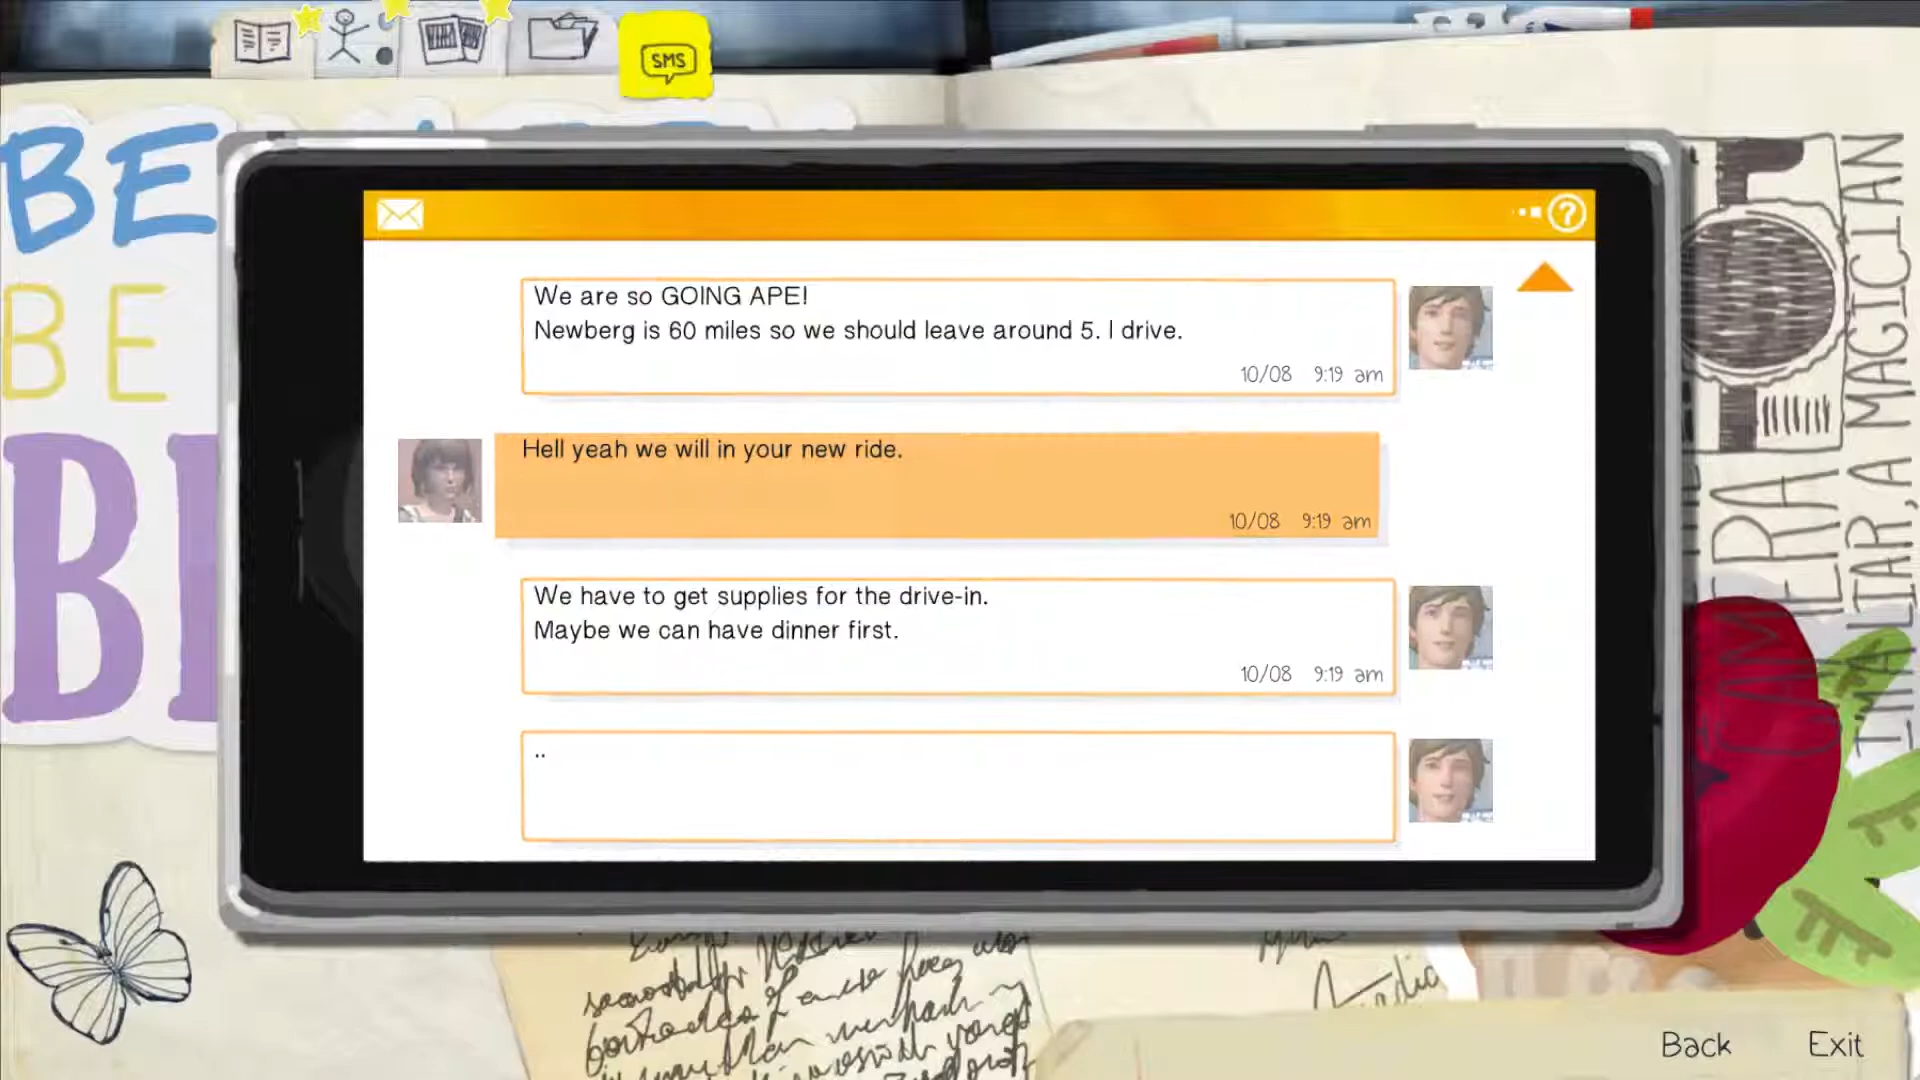 SMS
BE
BE
BE
We are so GOING APE!
Newberg is 60 miles so we should leave around 5. I drive.
10/08 9:19 am
Hell yeah we will in your new ride.
10/08 9:19 am
We have to get supplies for the drive-in.
Maybe we can have dinner first.
10/08 9:19 am
..
?
A MAGICIAN
LIAR,
Back
Exit